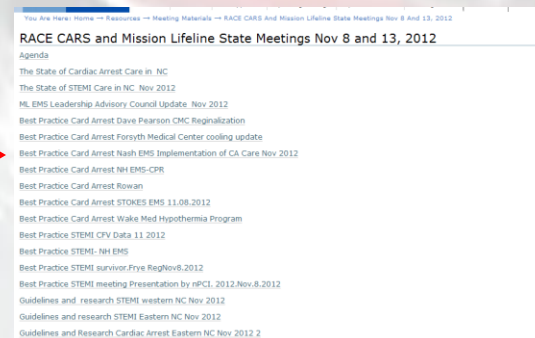 You Are Here: Home → Resources → Meeting Materials → RACE CARS And Mission Lifeline State Meetings Nov 8 And 13, 2012
RACE CARS and Mission Lifeline State Meetings Nov 8 and 13, 2012
Agenda
The State of Cardiac Arrest Care in NC
The State of STEMI Care in NC Nov 2012
ML EMS Leadership Advisory Council Update Nov 2012
Best Practice Card Arrest Dave Pearson CMC Reginalization
Best Practice Card Arrest Forsyth Medical Center cooling update
Best Practice Card Arrest Nash EMS Implementation of CA Care Nov 2012
Best Practice Card Arrest NH EMS-CPR
Best Practice Card Arrest Rowan
Best Practice Card Arrest STOKES EMS 11.08.2012
Best Practice Card Arrest Wake Med Hypothermia Program
Best Practice STEMI CFV Data 11 2012
Best Practice STEMI- NH EMS
Best Practice STEMI survivor.Frye RegNov8.2012
Best Practice STEMI meeting Presentation by nPCI. 2012.Nov.8.2012
Guidelines and research STEMI western NC Nov 2012
Guidelines and research STEMI Eastern NC Nov 2012
Guidelines and Research Cardiac Arrest Eastern NC Nov 2012 2